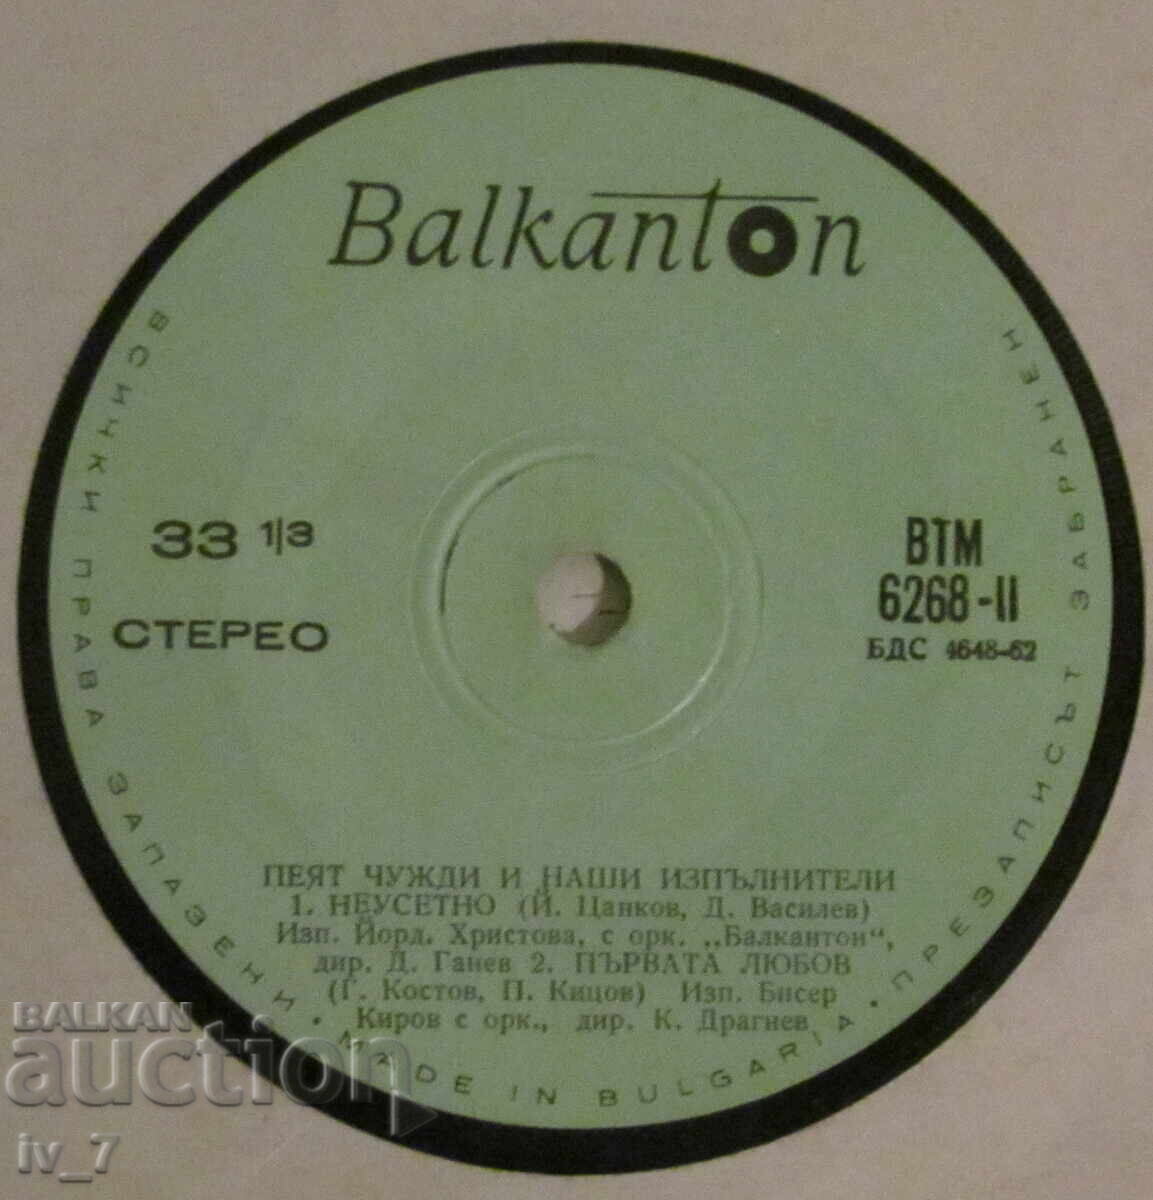 Balkanton
33 1/3
СТЕРЕО
ВТМ
6268-II
БДС 4648-62
ПЕЯТ ЧУЖДИ И НАШИ ИЗПЪЛНИТЕЛИ
1. НЕУСЕТНО (Й. Цанков, Д. Василев)
Изп. Йорд. Христова, с орк. „Балкантон",
дир. Д. Ганев 2. ПЪРВАТА ЛЮБОВ
(Г. Костов, П. Кицов) Изп. Бисер
Киров с орк., дир. К. Драгнев
ВСИЧКИ ПРАВА ЗАПАЗЕНИ • MADE IN BULGARIA • ПРЕЗАПИСЪТ ЗАБРАНЕН
BALKAN
auction
iv_7